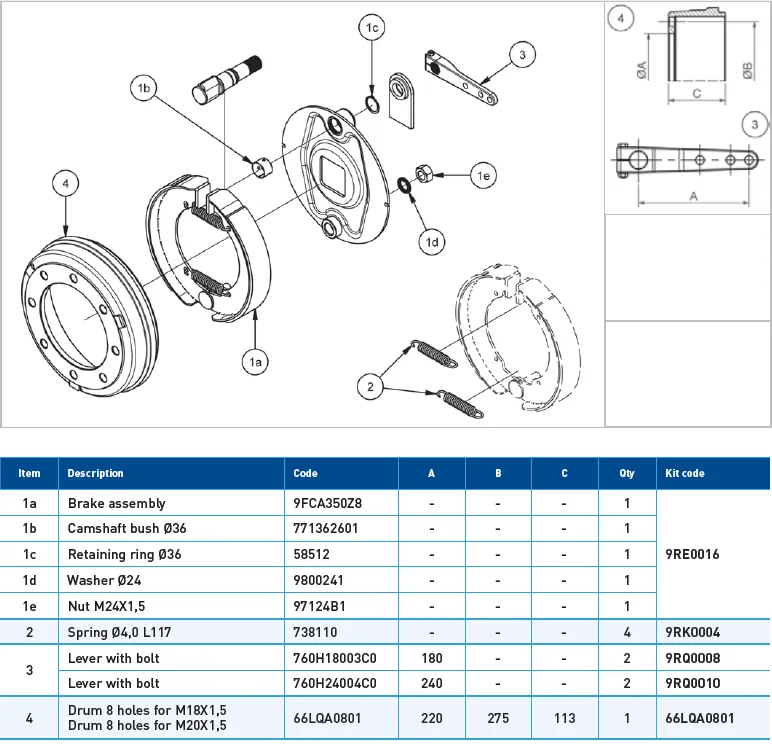 1c
3
1b
4
1e
1d
1a
2
4
ØA
ØB
C
3
A
Item Description Code A B C Qty Kit code
1a Brake assembly 9FCA350Z8 - - - 1
1b Camshaft bush Ø36 771362601 - - - 1
1c Retaining ring Ø36 58512 - - - 1 9RE0016
1d Washer Ø24 9800241 - - - 1
1e Nut M24X1,5 97124B1 - - - 1
2 Spring Ø4,0 L117 738110 - - - 4 9RK0004
3
Lever with bolt 760H18003C0 180 - - 2 9RQ0008
Lever with bolt 760H24004C0 240 - - 2 9RQ0010
4 Drum 8 holes for M18X1,5
Drum 8 holes for M20X1,5 66LQA0801 220 275 113 1 66LQA0801